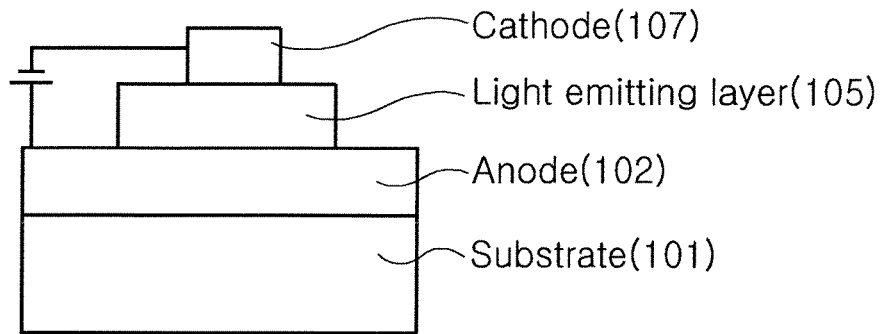 Cathode(107)
Light emitting layer(105)
Anode(102)
Substrate(101)